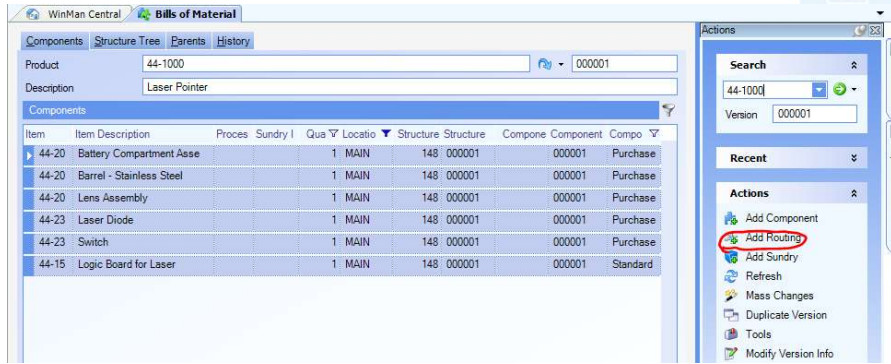 WinMan Central Bills of Material
Actions
Components Structure Tree Parents History
Product 44-1000 000001
Description Laser Pointer
Components
Item Item Description Proces Sundry I Qua Locatio Structure Structure Compone Component Compo
44-20 Battery Compartment Asse 1 MAIN 148 000001 000001 Purchase
44-20 Barrel - Stainless Steel 1 MAIN 148 000001 000001 Purchase
44-20 Lens Assembly 1 MAIN 148 000001 000001 Purchase
44-23 Laser Diode 1 MAIN 148 000001 000001 Purchase
44-23 Switch 1 MAIN 148 000001 000001 Purchase
44-15 Logic Board for Laser 1 MAIN 148 000001 000001 Standard
Search
44-1000
Version 000001
Recent
Actions
Add Component
Add Routing
Add Sundry
Refresh
Mass Changes
Duplicate Version
Tools
Modify Version Info